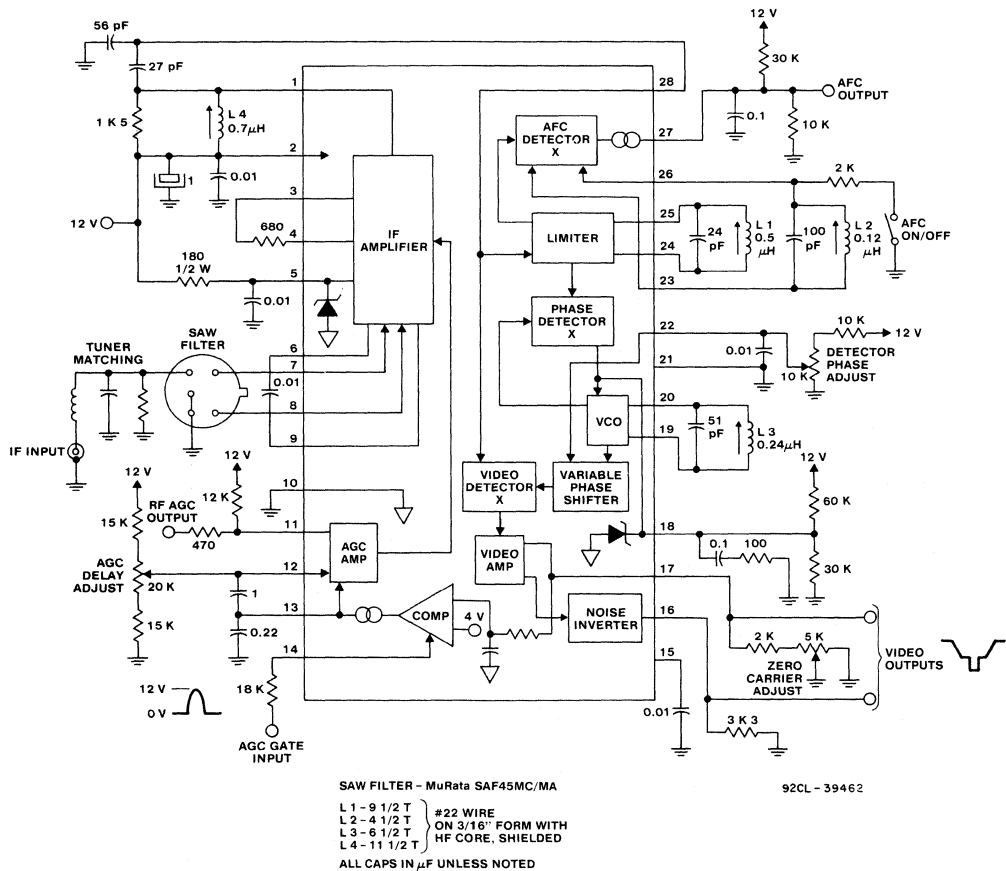 56 pF
27 pF
1 K 5
L 4
0.7μH
1
0.01
12 V
180
1/2 W
0.01
680
TUNER
MATCHING
SAW
FILTER
IF INPUT
0.01
1
2
3
4
5
6
7
8
9
10
11
12
13
14
IF
AMPLIFIER
12 V
12 V
RF AGC
OUTPUT
12 K
470
15 K
AGC
DELAY
ADJUST
20 K
15 K
1
0.22
AGC
AMP
COMP
4 V
12 V
0 V
18 K
AGC GATE
INPUT
28
27
26
25
24
23
22
21
20
19
18
17
16
15
AFC
DETECTOR
X
LIMITER
PHASE
DETECTOR
X
VCO
VIDEO
DETECTOR
X
VARIABLE
PHASE
SHIFTER
VIDEO
AMP
NOISE
INVERTER
12 V
30 K
AFC
OUTPUT
0.1
10 K
2 K
AFC
ON/OFF
24
pF
L 1
0.5
μH
100
pF
L 2
0.12
μH
10 K
12 V
0.01
10 K
DETECTOR
PHASE
ADJUST
51
pF
L 3
0.24μH
12 V
60 K
0.1
100
30 K
2 K
5 K
ZERO
CARRIER
ADJUST
VIDEO
OUTPUTS
0.01
3 K 3
SAW FILTER – MuRata SAF45MC/MA
92CL – 39462
L 1 – 9 1/2 T
L 2 – 4 1/2 T
L 3 – 6 1/2 T
L 4 – 11 1/2 T
#22 WIRE
ON 3/16" FORM WITH
HF CORE, SHIELDED
ALL CAPS IN μF UNLESS NOTED